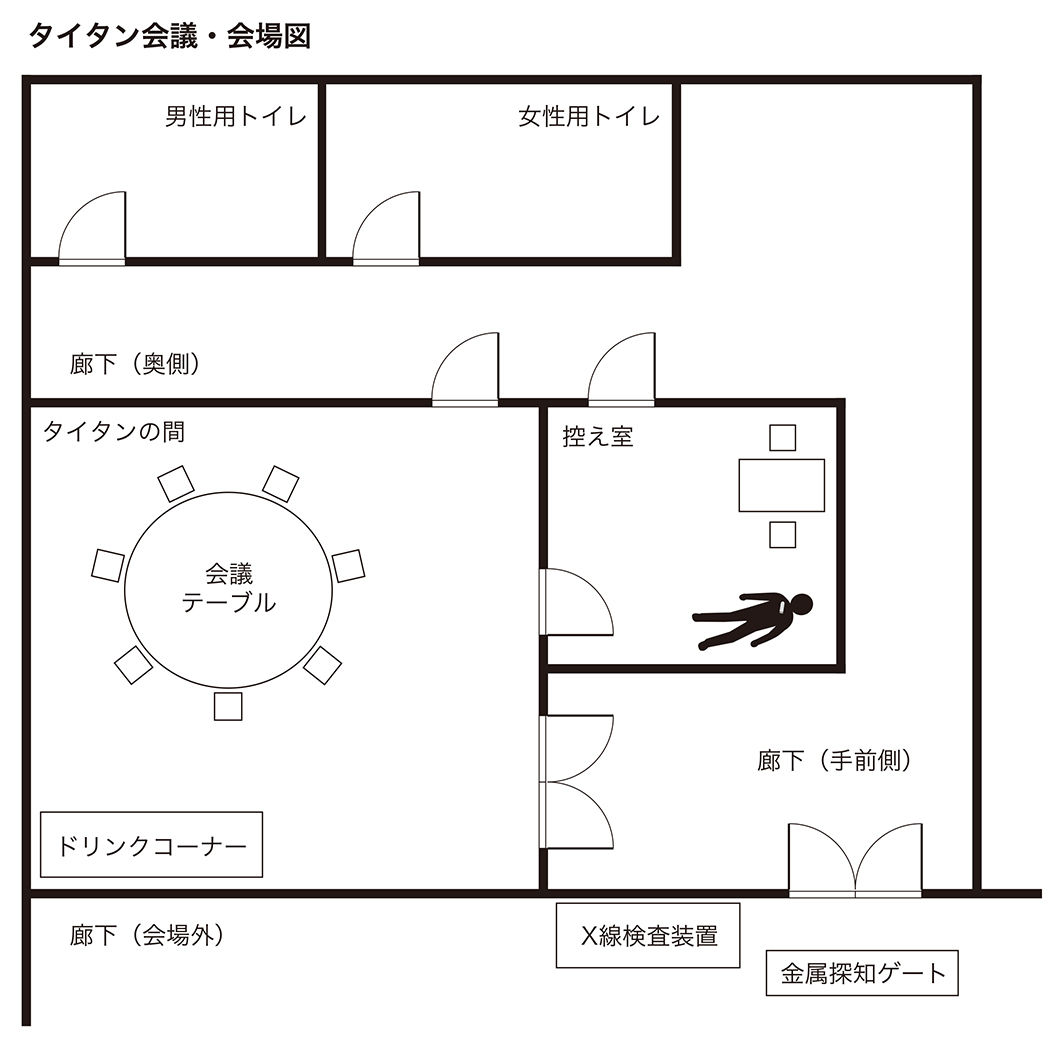 タイタン会議・会場図
男性用トイレ
女性用トイレ
廊下（奥側）
タイタンの間
控え室
会議
テーブル
廊下（手前側）
ドリンクコーナー
廊下（会場外）
X線検査装置
金属探知ゲート